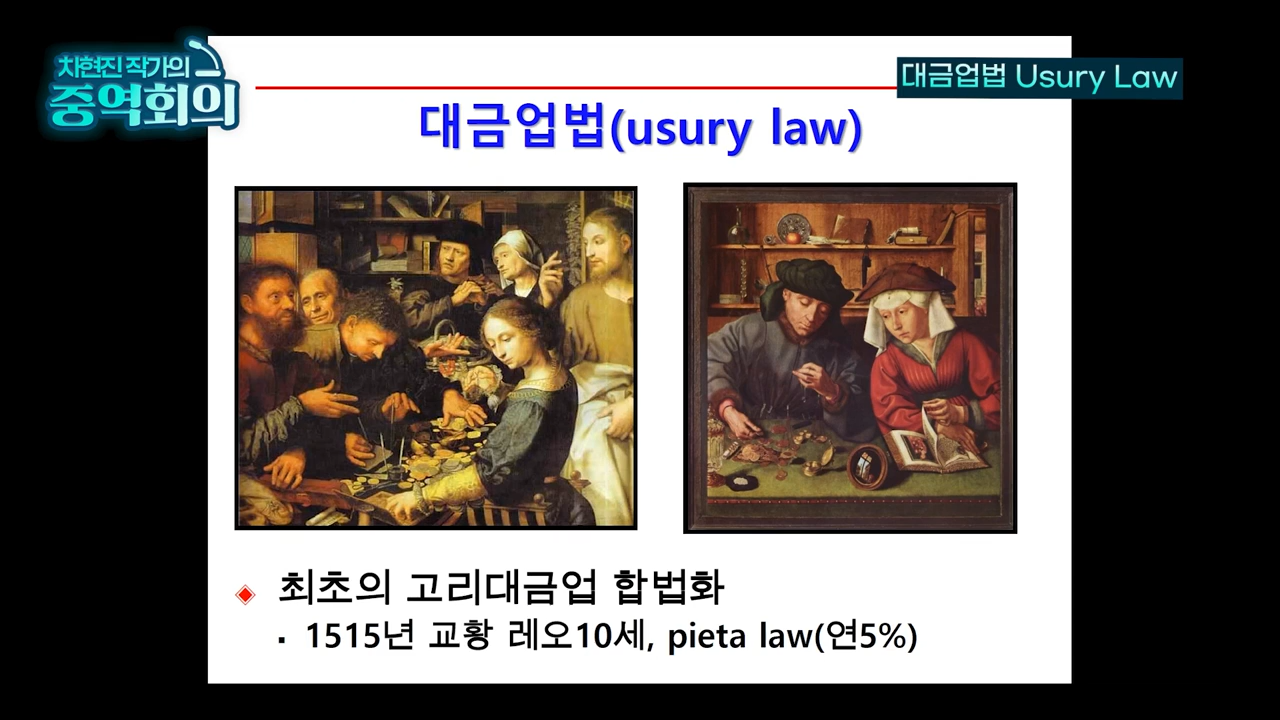 차현진 작가의
중역회의
대금업법 Usury Law
대금업법(usury law)
최초의 고리대금업 합법화
1515년 교황 레오10세, pieta law(연5%)